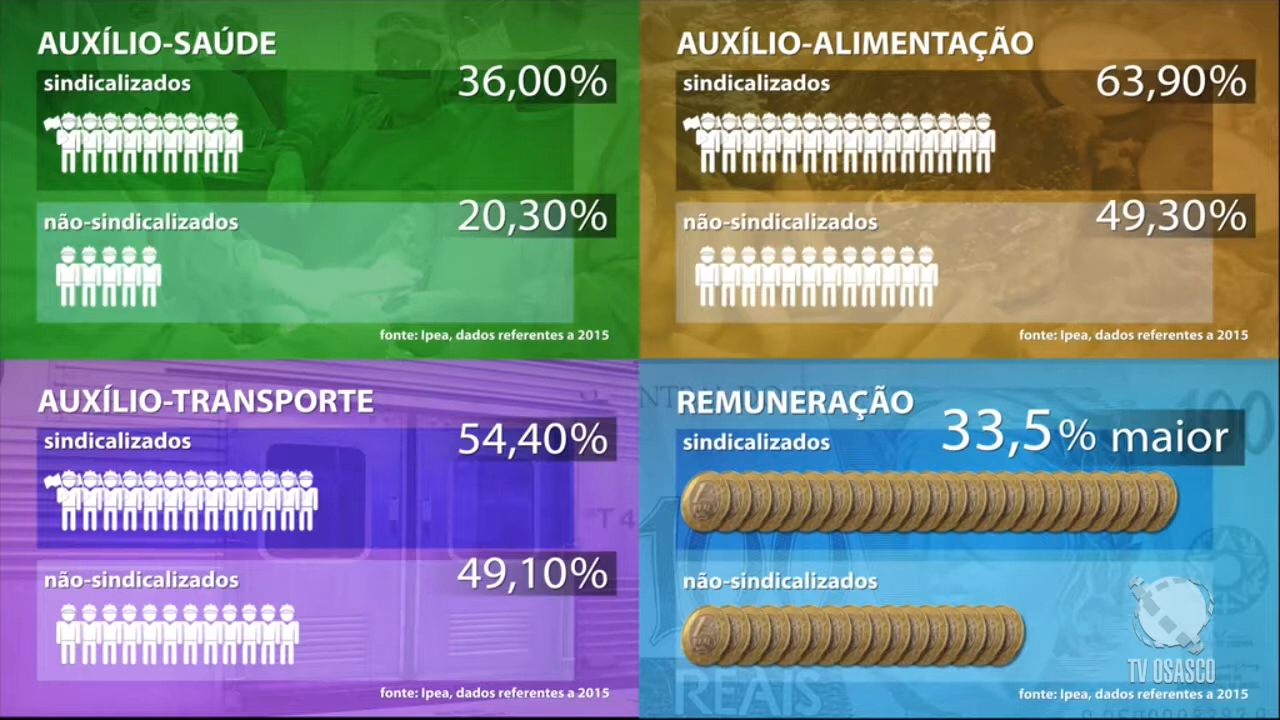 AUXÍLIO-SAÚDE
sindicalizados
36,00%
não-sindicalizados
20,30%
fonte: Ipea, dados referentes a 2015
AUXÍLIO-ALIMENTAÇÃO
sindicalizados
63,90%
não-sindicalizados
49,30%
fonte: Ipea, dados referentes a 2015
AUXÍLIO-TRANSPORTE
sindicalizados
54,40%
não-sindicalizados
49,10%
fonte: Ipea, dados referentes a 2015
REMUNERAÇÃO
sindicalizados
33,5% maior
não-sindicalizados
TV OSASCO
fonte: Ipea, dados referentes a 2015
100
REAIS